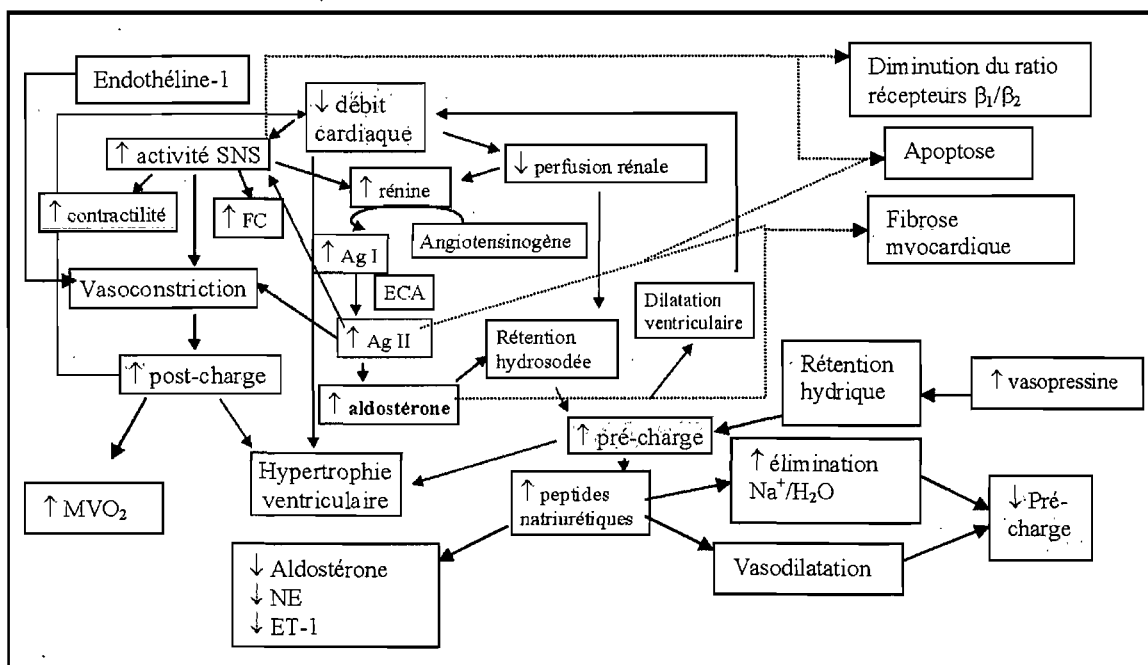 Endothéline-1
Diminution du ratio
récepteurs β₁/β₂
↓ débit
cardiaque
↑ activité SNS
Apoptose
↓ perfusion rénale
↑ rénine
↑ contractilité
↑ FC
Angiotensinogène
Fibrose
mvocardique
↑ Ag I
ECA
Vasoconstriction
Dilatation
ventriculaire
↑ Ag II
Rétention
hydrosodée
↑ post-charge
Rétention
hydrique
↑ vasopressine
↑ aldostérone
↑ pré-charge
Hypertrophie
ventriculaire
↑ élimination
Na⁺/H₂O
↑ peptides
natriurétiques
↑ MVO₂
↓ Pré-
charge
Vasodilatation
↓ Aldostérone
↓ NE
↓ ET-1